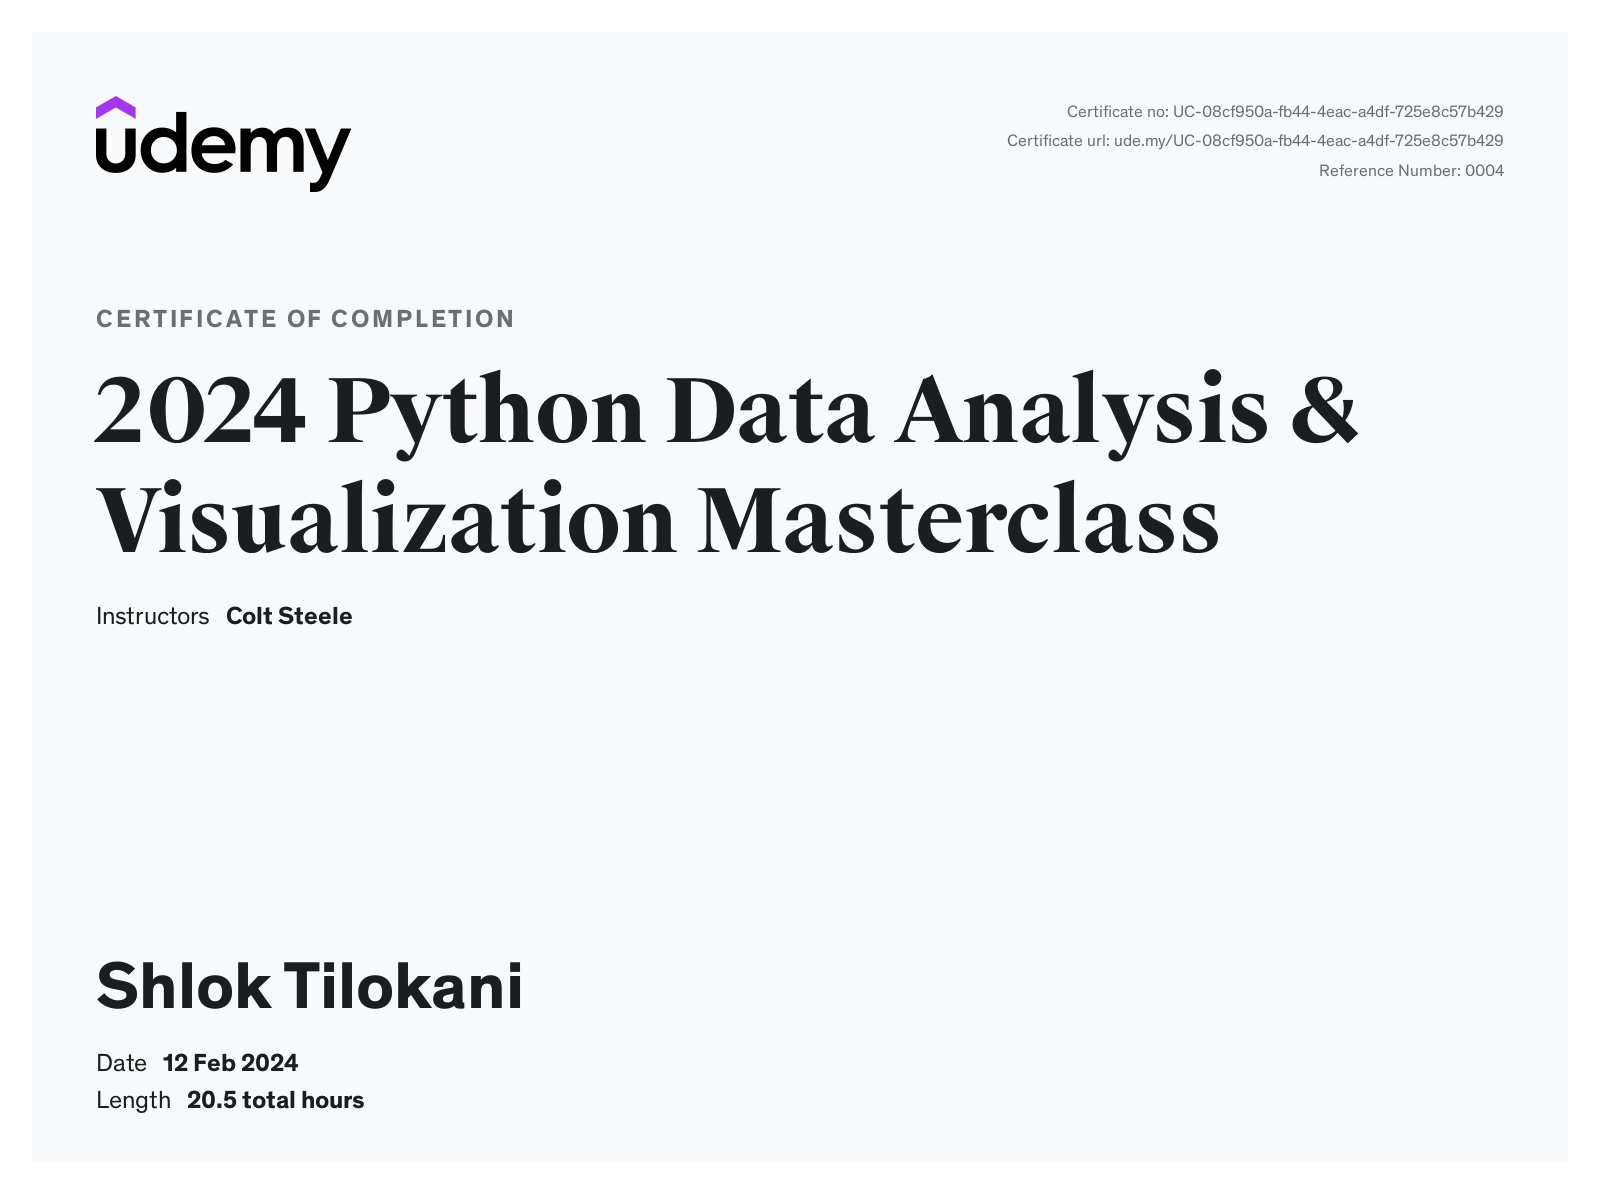 udemy
Certificate no: UC-08cf950a-fb44-4eac-a4df-725e8c57b429
Certificate url: ude.my/UC-08cf950a-fb44-4eac-a4df-725e8c57b429
Reference Number: 0004
CERTIFICATE OF COMPLETION
2024 Python Data Analysis &
Visualization Masterclass
Instructors Colt Steele
Shlok Tilokani
Date 12 Feb 2024
Length 20.5 total hours